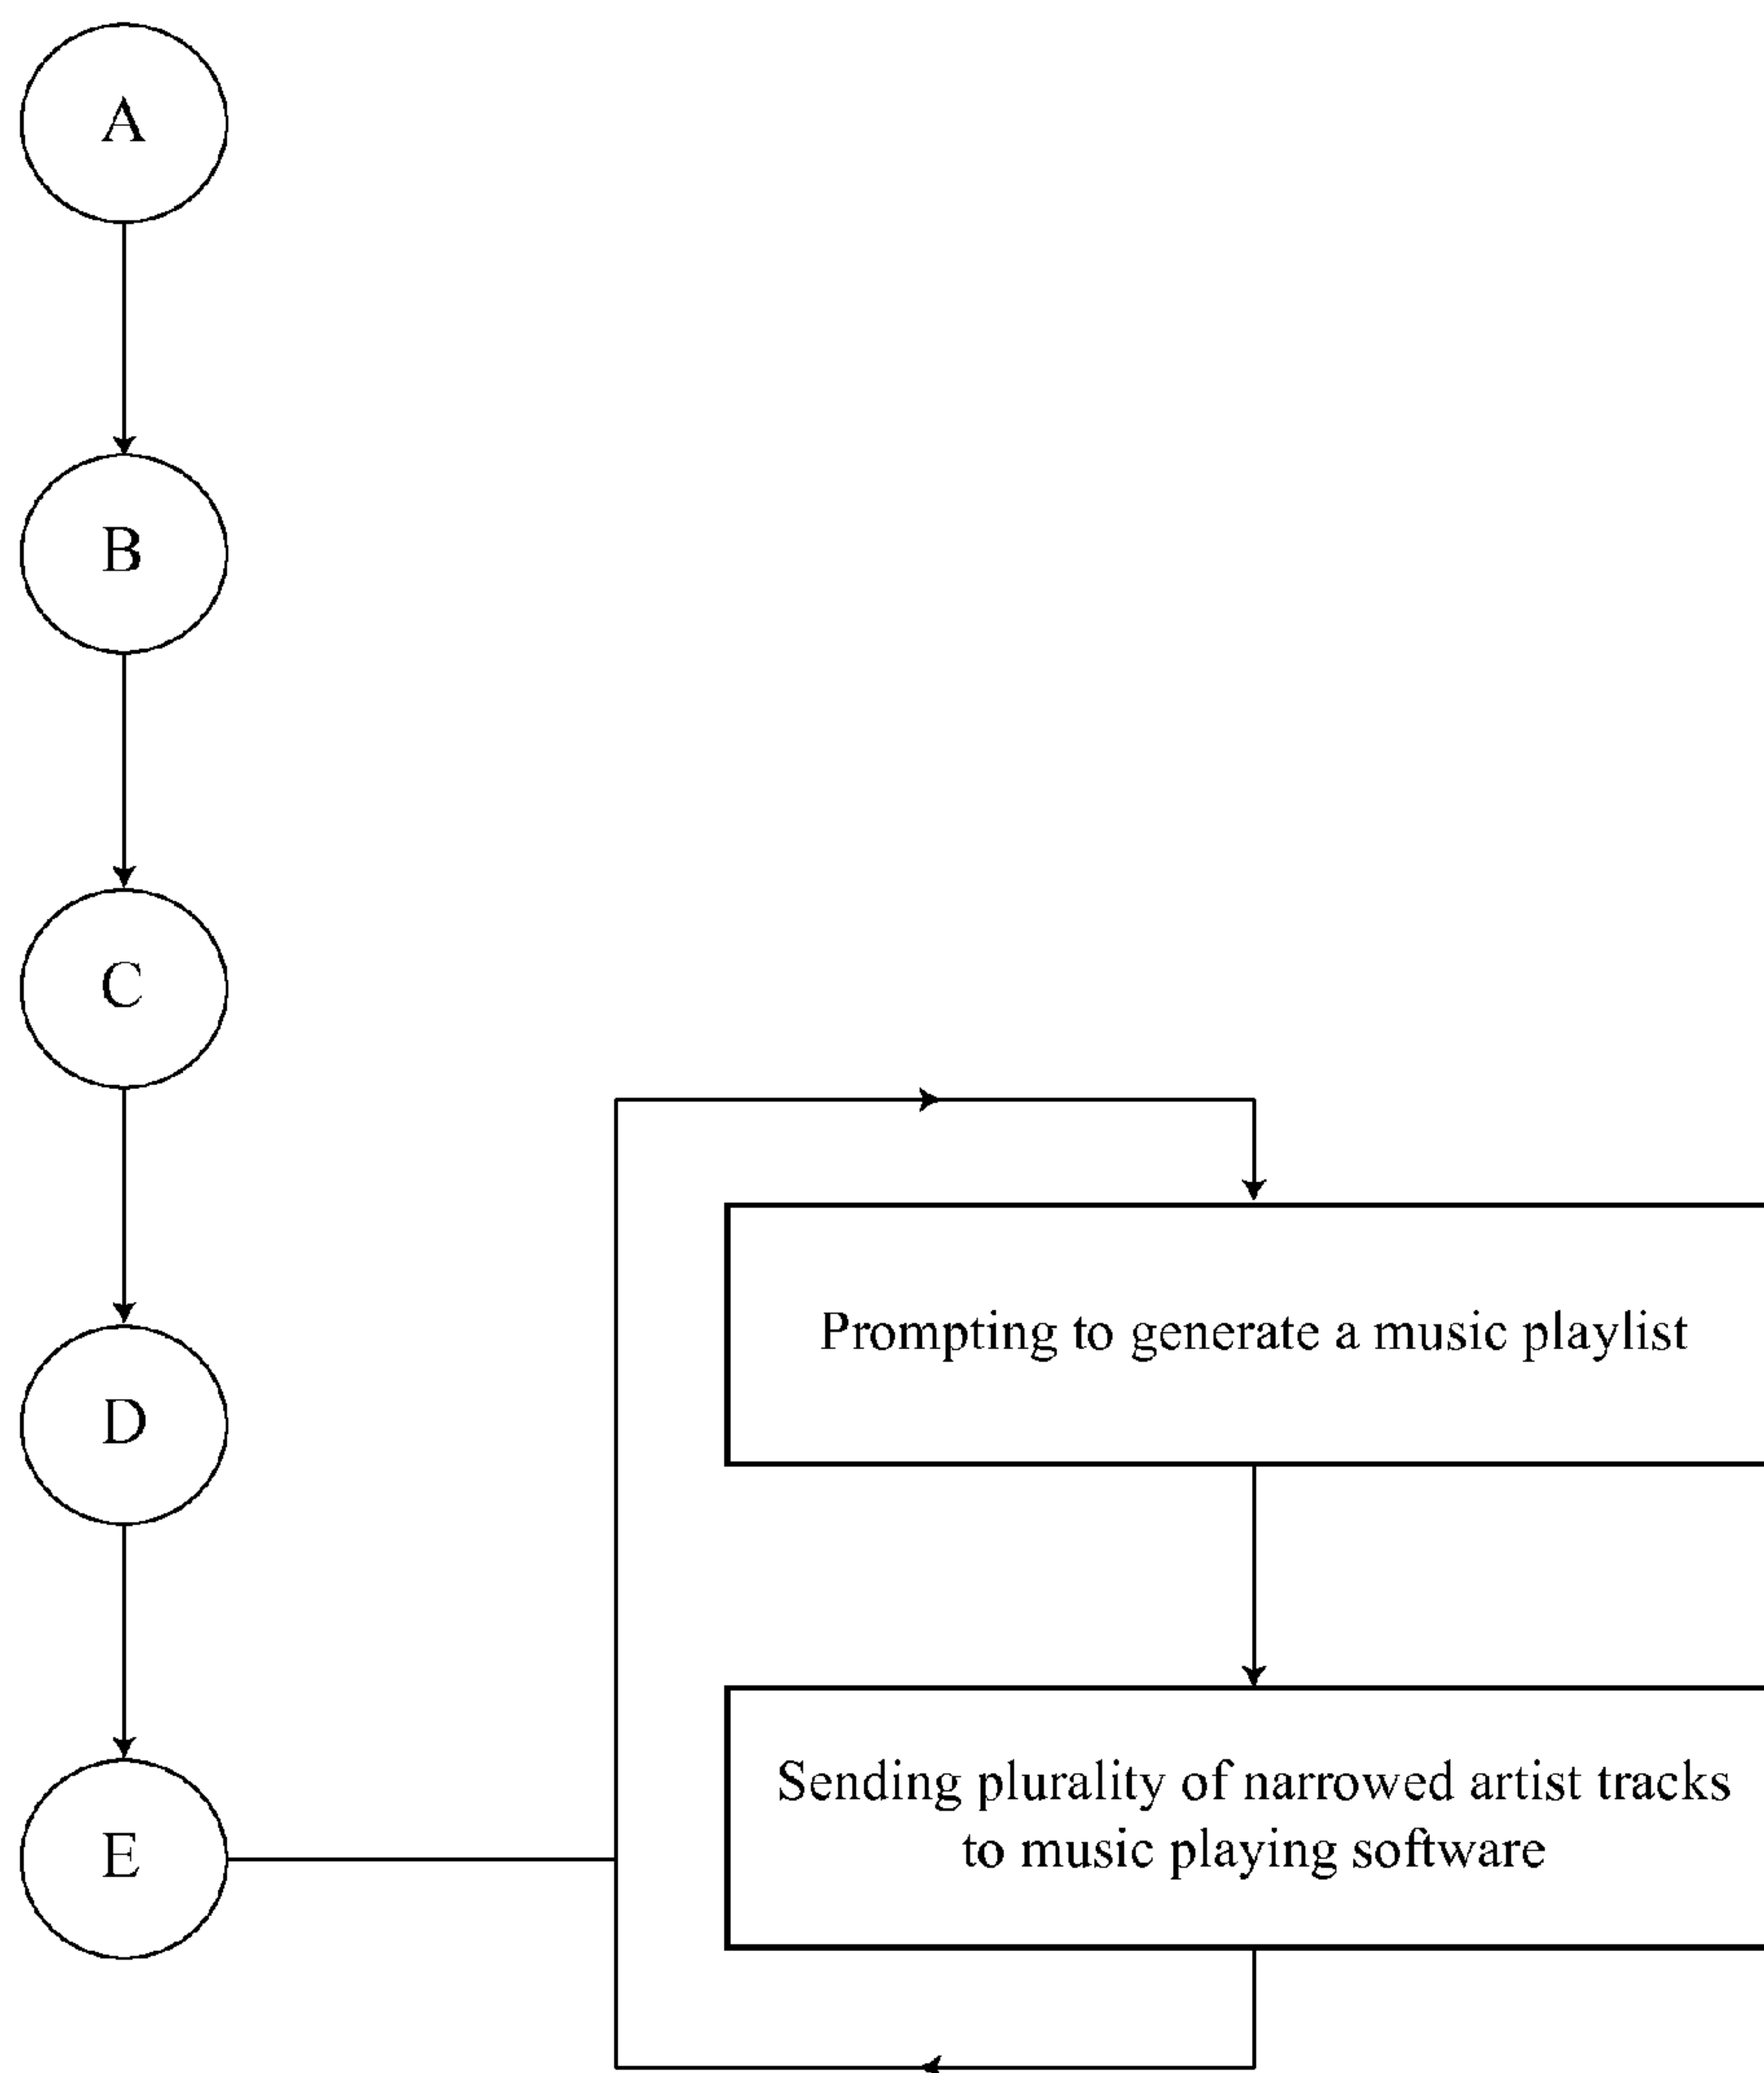 A
B
C
D
E
Prompting to generate a music playlist
Sending plurality of narrowed artist tracks
to music playing software